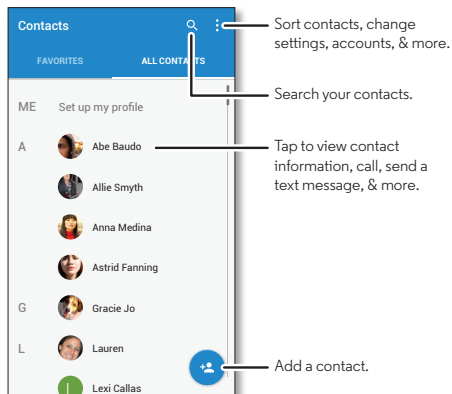 Contacts
FAVORITES
ALL CONTACTS
ME Set up my profile
A Abe Baudo
Allie Smyth
Anna Medina
Astrid Fanning
G Gracie Jo
L Lauren
L Lexi Callas
Sort contacts, change
settings, accounts, & more.
Search your contacts.
Tap to view contact
information, call, send a
text message, & more.
Add a contact.